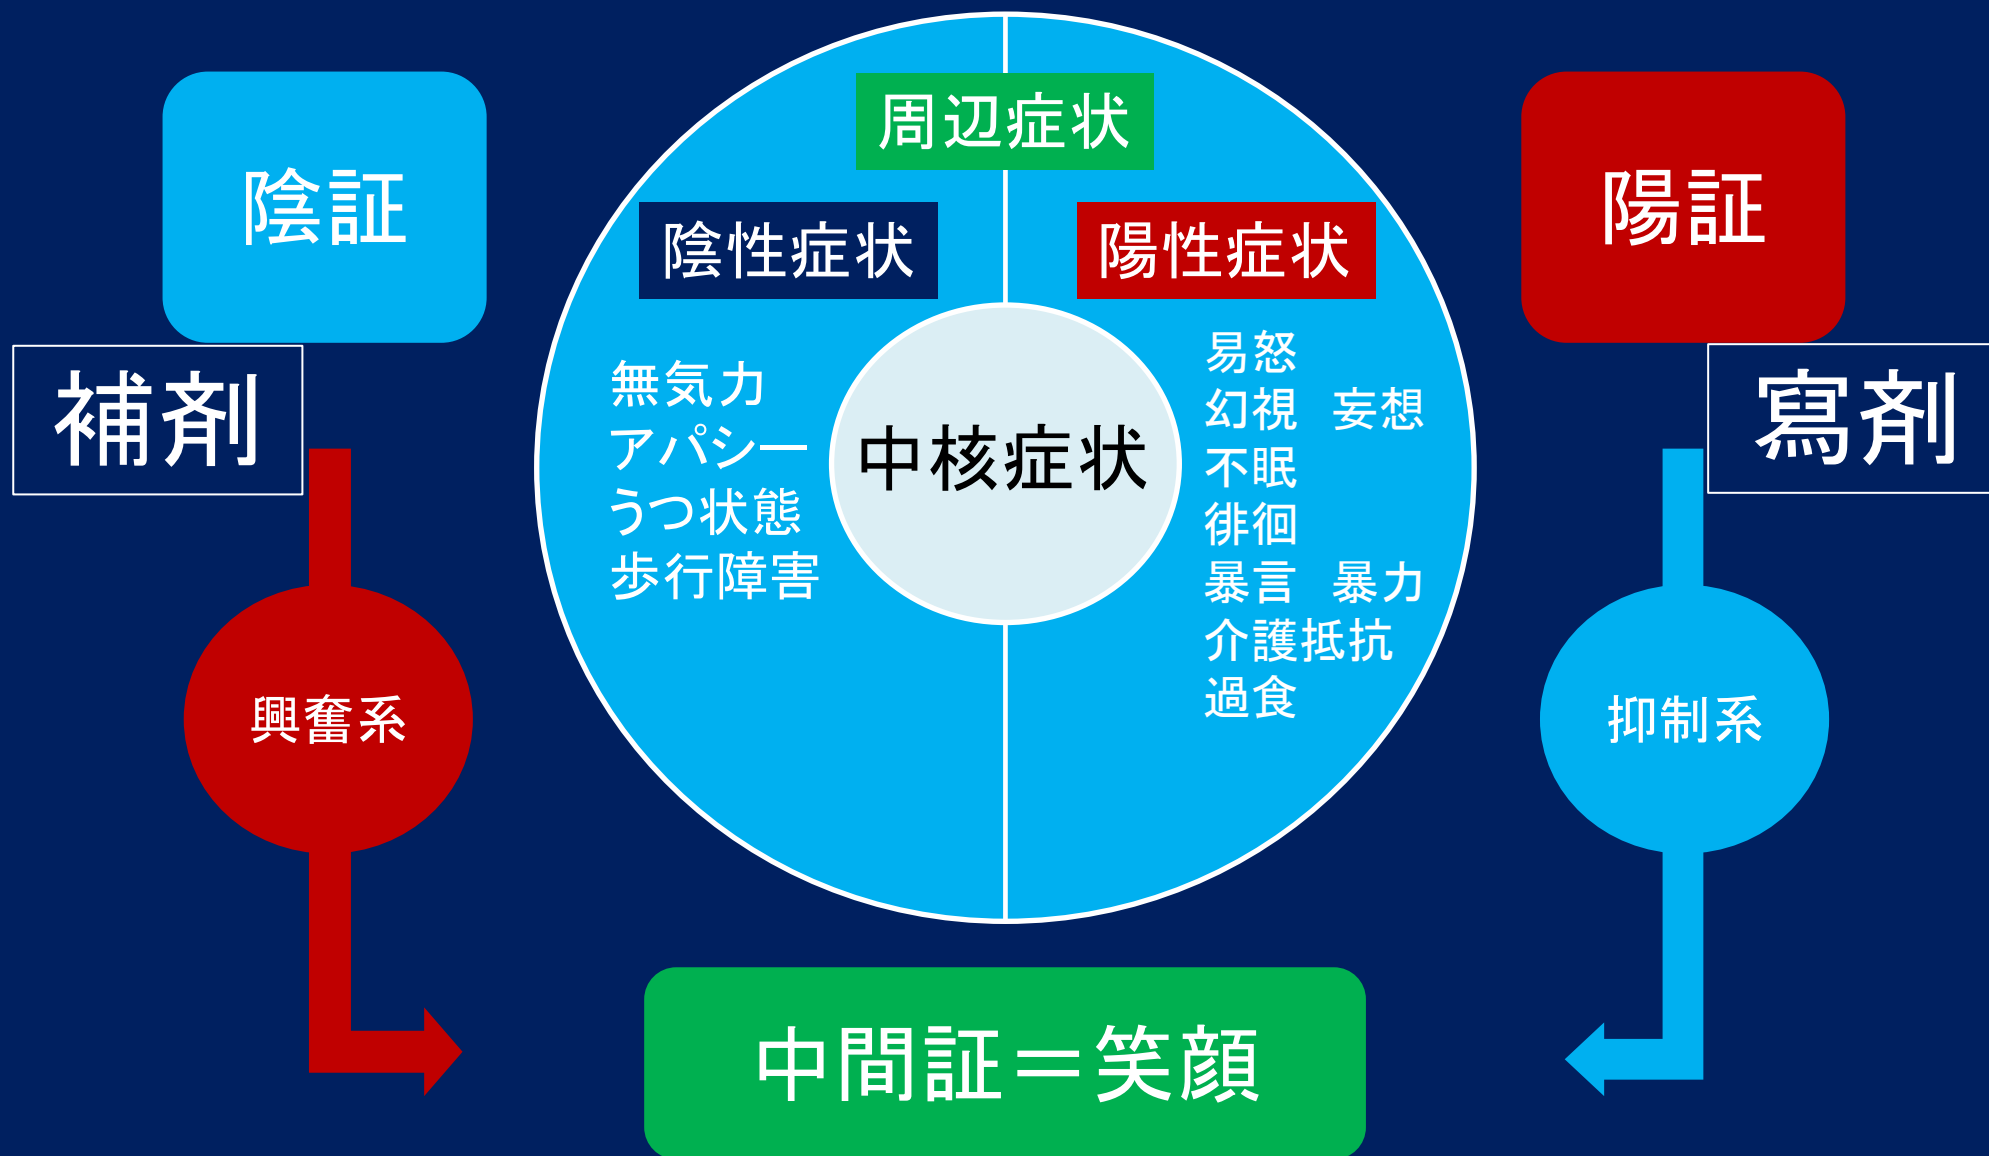 周辺症状
陰証
陽証
陰性症状
陽性症状
補剤
寫剤
無気力
アパシー
うつ状態
歩行障害
中核症状
易怒
幻視　妄想
不眠
徘徊
暴言　暴力
介護抵抗
過食
興奮系
抑制系
中間証＝笑顔